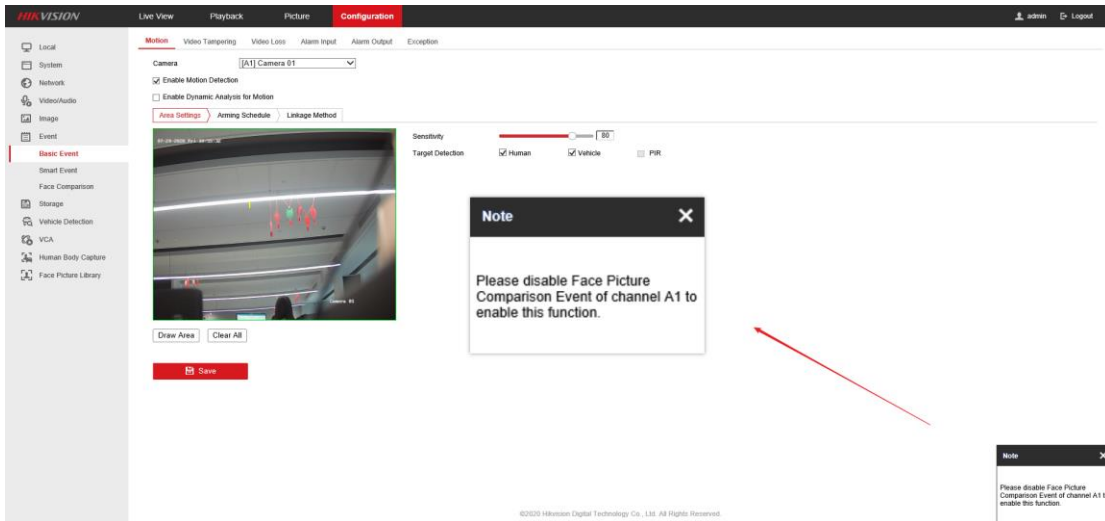 HIKVISION
Live View Playback Picture Configuration admin Logout
Local
System
Network
Video/Audio
Image
Event
Basic Event
Smart Event
Face Comparison
Storage
Vehicle Detection
VCA
Human Body Capture
Face Picture Library
Motion Video Tampering Video Loss Alarm Input Alarm Output Exception
Camera [A1] Camera 01
Enable Motion Detection
Enable Dynamic Analysis for Motion
Area Settings Arming Schedule Linkage Method
Camera 01
Draw Area Clear All
Save
Sensitivity 80
Target Detection Human Vehicle PIR
Note
Please disable Face Picture
Comparison Event of channel A1 to
enable this function.
Note
Please disable Face Picture
Comparison Event of channel A1 t
enable this function.
©2020 Hikvision Digital Technology Co., Ltd. All Rights Reserved.